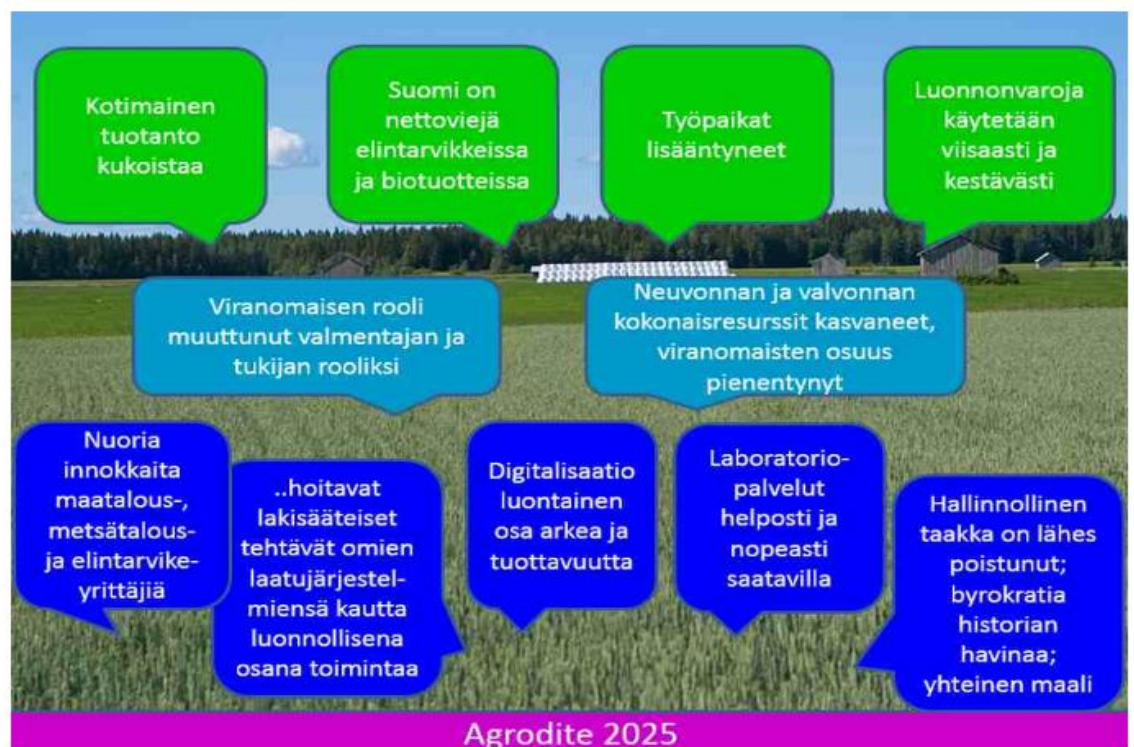 Kotimainen
tuotanto
kukoistaa
Suomi on
nettoviejä
elintarvikkeissa
ja biotuotteissa
Työpaikat
lisääntyneet
Luonnonvaroja
käytetään
viisaasti ja
kestävästi
Viranomaisen rooli
muuttunut valmentajan ja
tukijan rooliksi
Neuvonnan ja valvonnan
kokonaisresurssit kasvaneet,
viranomaisten osuus
pienentynyt
Nuoria
innokkaita
maatalous-,
metsätalous-
ja elintarvike-
yrittäjiä
..hoitavat
lakisääteiset
tehtävät omien
laatujärjestel-
miensä kautta
luonnollisena
osana toimintaa
Digitalisaatio
luontainen
osa arkea ja
tuottavuutta
Laboratorio-
palvelut
helposti ja
nopeasti
saatavilla
Hallinnollinen
taakka on lähes
poistunut;
byrokratia
historian
havinaa;
yhteinen maali
Agrodite 2025